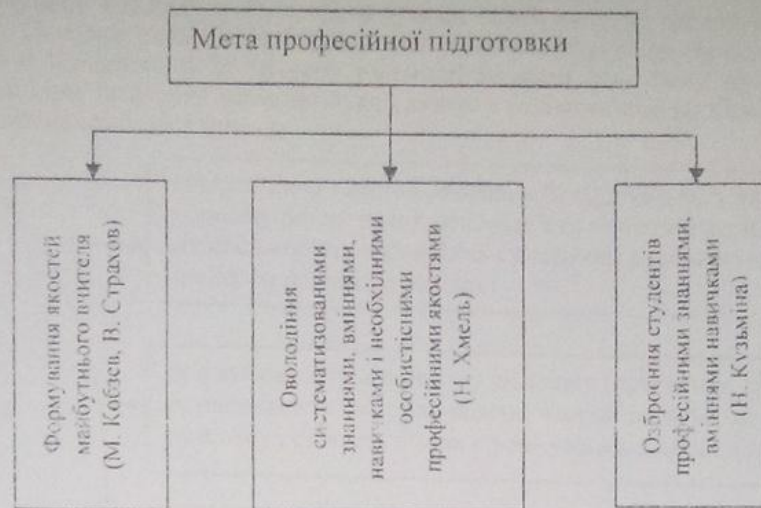 Мета професійної підготовки
Формування якостей
майбутнього вчителя
(М. Кобзєв, В. Страхов)
Оволодіння
систематизованими
знаннями, вміннями,
навичками і необхідними
особистісними
професійними якостями
(Н. Хмель)
Озброєння студентів
професійними знаннями,
вміннями навичками
(Н. Кузьміна)